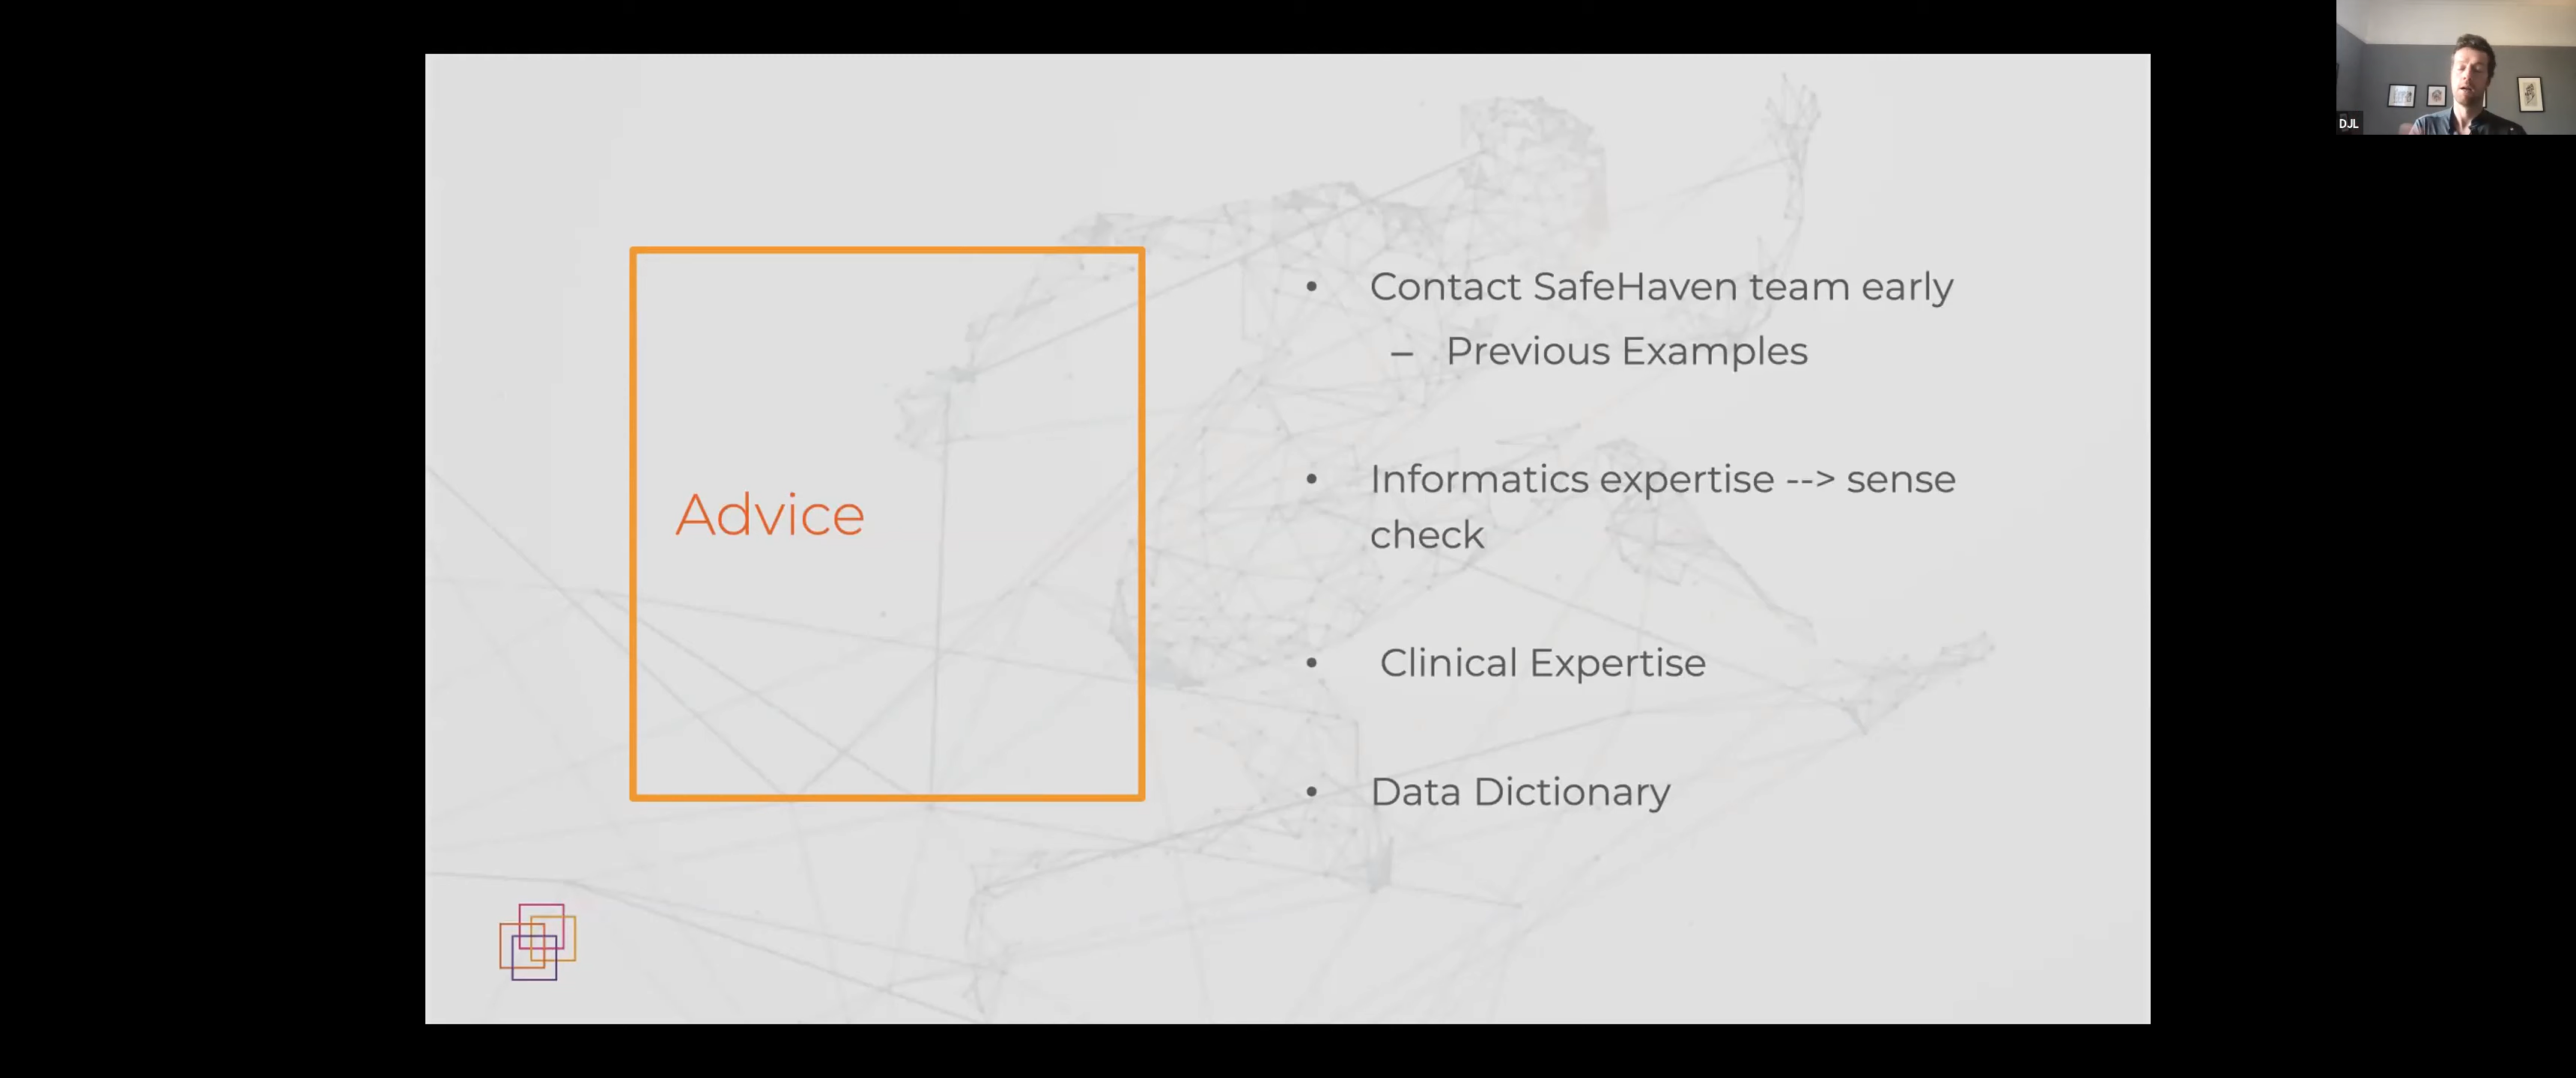 Advice
• Contact SafeHaven team early
– Previous Examples
• Informatics expertise --> sense
check
• Clinical Expertise
• Data Dictionary
DJL